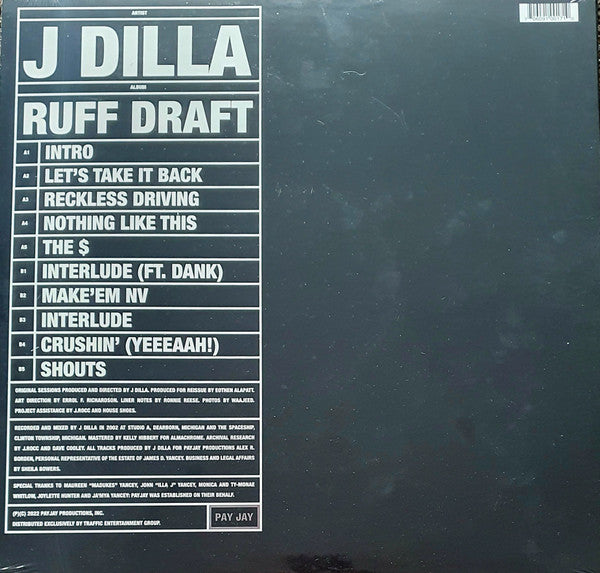 ARTIST
J DILLA
ALBUM
RUFF DRAFT
A1 INTRO
A2 LET'S TAKE IT BACK
A3 RECKLESS DRIVING
A4 NOTHING LIKE THIS
A5 THE $
B1 INTERLUDE (FT. DANK)
B2 MAKE'EM NV
B3 INTERLUDE
B4 CRUSHIN' (YEEEAAH!)
B5 SHOUTS
ORIGINAL SESSIONS PRODUCED AND DIRECTED BY J DILLA. PRODUCED FOR REISSUE BY EOTHEN ALAPATT.
ART DIRECTION BY ERROL F. RICHARDSON. LINER NOTES BY RONNIE REESE. PHOTOS BY WAAJEED.
PROJECT ASSISTANCE BY J.ROCC AND HOUSE SHOES.
RECORDED AND MIXED BY J DILLA IN 2002 AT STUDIO A, DEARBORN, MICHIGAN AND THE SPACESHIP,
CLINTON TOWNSHIP, MICHIGAN. MASTERED BY KELLY HIBBERT FOR ALMACHROME. ARCHIVAL RESEARCH
BY J.ROCC AND DAVE COOLEY. ALL TRACKS PRODUCED BY J DILLA FOR PAYJAY PRODUCTIONS ALEX R.
BORDEN, PERSONAL REPRESENTATIVE OF THE ESTATE OF JAMES D. YANCEY. BUSINESS AND LEGAL AFFAIRS
BY SHEILA BOWERS.
SPECIAL THANKS TO MAUREEN "MADUKES" YANCEY, JOHN "ILLA J" YANCEY, MONICA AND TY-MONAE
WHITLOW, JOYLETTE HUNTER AND JA'MYA YANCEY: PAYJAY WAS ESTABLISHED ON THEIR BEHALF.
(P)(C) 2022 PAYJAY PRODUCTIONS, INC.
DISTRIBUTED EXCLUSIVELY BY TRAFFIC ENTERTAINMENT GROUP.
PAY JAY